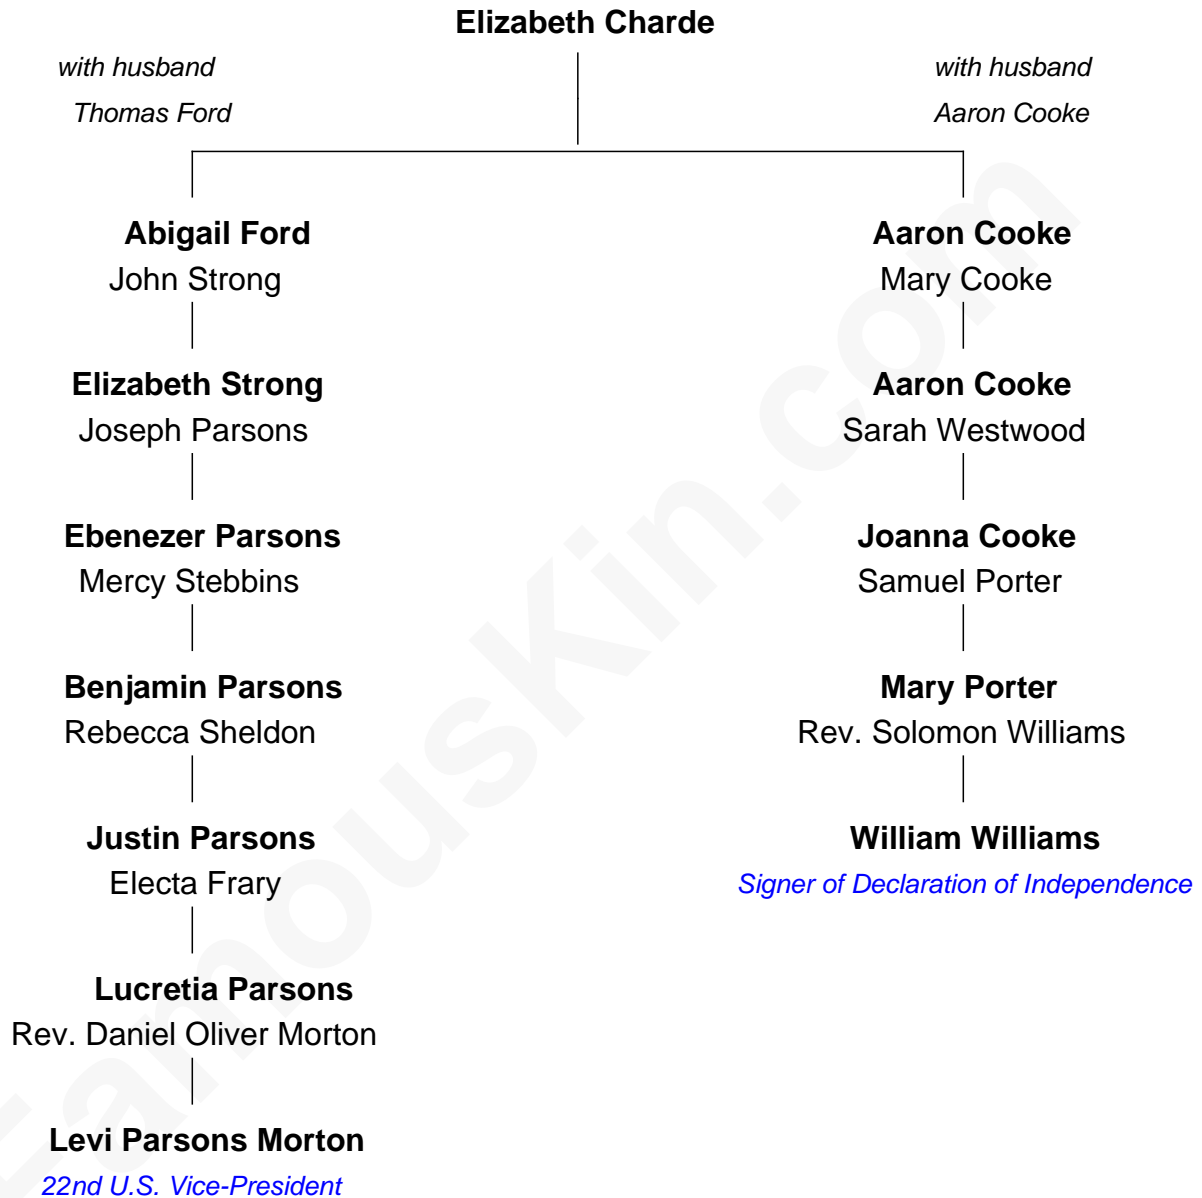 Elizabeth Charde
with husband
Thomas Ford
with husband
Aaron Cooke
Abigail Ford
John Strong
Aaron Cooke
Mary Cooke
Elizabeth Strong
Joseph Parsons
Aaron Cooke
Sarah Westwood
Ebenezer Parsons
Mercy Stebbins
Joanna Cooke
Samuel Porter
Benjamin Parsons
Rebecca Sheldon
Mary Porter
Rev. Solomon Williams
Justin Parsons
Electa Frary
William Williams
Signer of Declaration of Independence
Lucretia Parsons
Rev. Daniel Oliver Morton
Levi Parsons Morton
22nd U.S. Vice-President
FamousKin.com